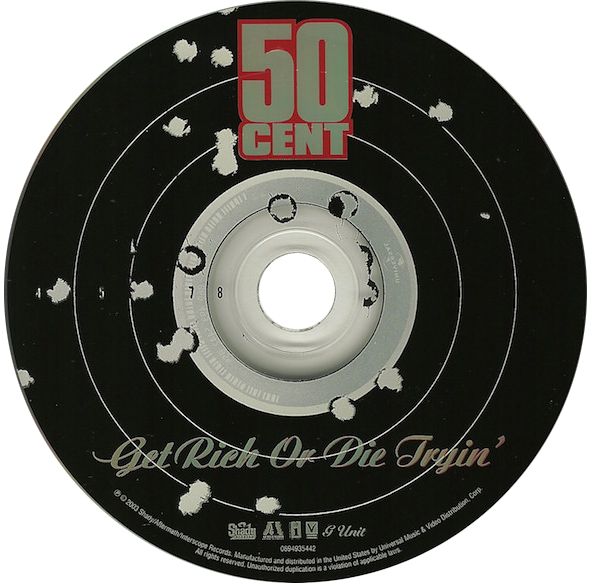 50
CENT
4 5 7 8
Get Rich Or Die Tryin'
Shady
G Unit
0694935442
℗ © 2003 Shady/Aftermath/Interscope Records. Manufactured and distributed in the United States by Universal Music & Video Distribution, Corp.
All rights reserved. Unauthorized duplication is a violation of applicable laws.